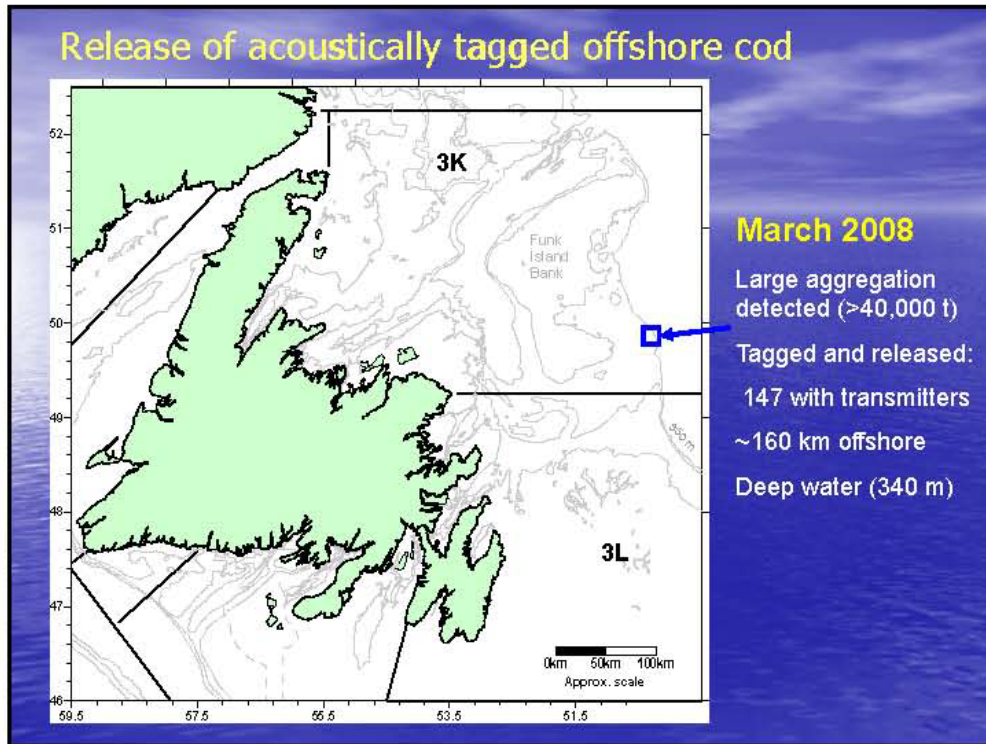 Release of acoustically tagged offshore cod
52
51
50
49
48
47
46
59.5
57.5
55.5
53.5
51.5
3K
Funk
Island
Bank
350 m
3L
0km
50km
100km
Approx. scale
March 2008
Large aggregation
detected (>40,000 t)
Tagged and released:
147 with transmitters
~160 km offshore
Deep water (340 m)